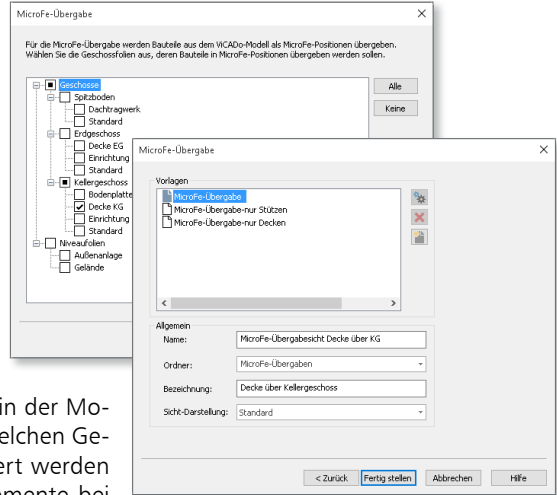 MicroFe-Übergabe
Für die MicroFe-Übergabe werden Bauteile aus dem ViCADo-Modell als MicroFe-Positionen übergeben.
Wählen Sie die Geschossfolien aus, deren Bauteile in MicroFe-Positionen übergeben werden sollen.
Geschosse
Spitzboden
Dachtragwerk
Standard
Erdgeschoss
Decke EG
Einrichtung
Standard
Kellergeschoss
Bodenplatte
Decke KG
Einrichtung
Standard
Niveaufolien
Außenanlage
Gelände
Alle
Keine
MicroFe-Übergabe
Vorlagen
MicroFe-Übergabe
MicroFe-Übergabe-nur Stützen
MicroFe-Übergabe-nur Decken
Allgemein
Name: MicroFe-Übergabesicht Decke über KG
Ordner: MicroFe-Übergaben
Bezeichnung: Decke über Kellergeschoss
Sicht-Darstellung: Standard
< Zurück Fertig stellen Abbrechen Hilfe
in der Mo-
elchen Ge-
ert werden